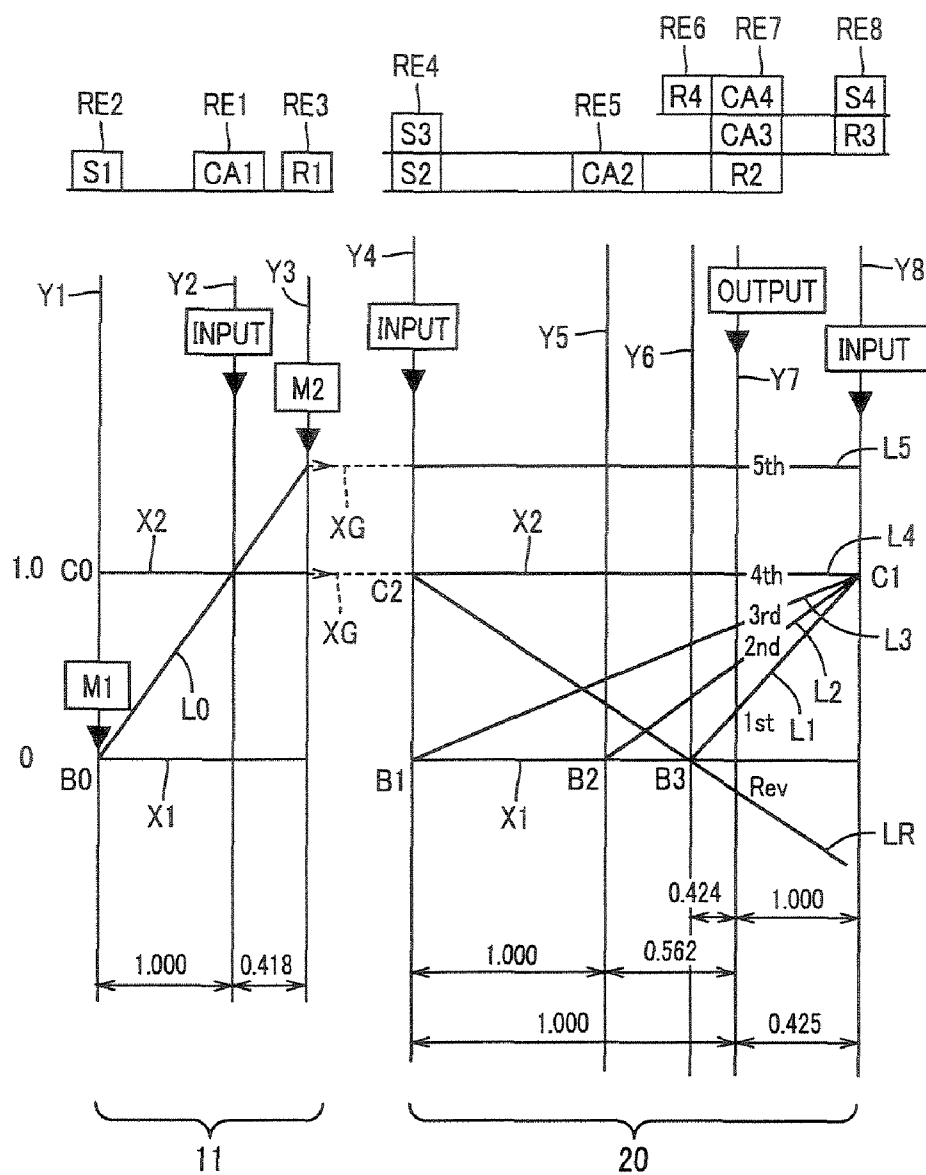 RE6 RE7 RE8
RE4
RE2 RE1 RE3 RE5
R4 CA4 S4
S3 CA3 R3
S1 CA1 R1 S2 CA2 R2
Y1 Y2 Y3 Y4 Y5 Y6 Y7 Y8
INPUT INPUT OUTPUT INPUT
M2
5th L5
XG
X2 X2 L4
1.0 C0 4th C1
C2
XG
3rd L3
2nd
M1 L0 L2
1st L1
0
B0 B1 B2 B3
X1 X1 Rev
LR
0.424 1.000
1.000 0.418 1.000 0.562
1.000 0.425
11 20